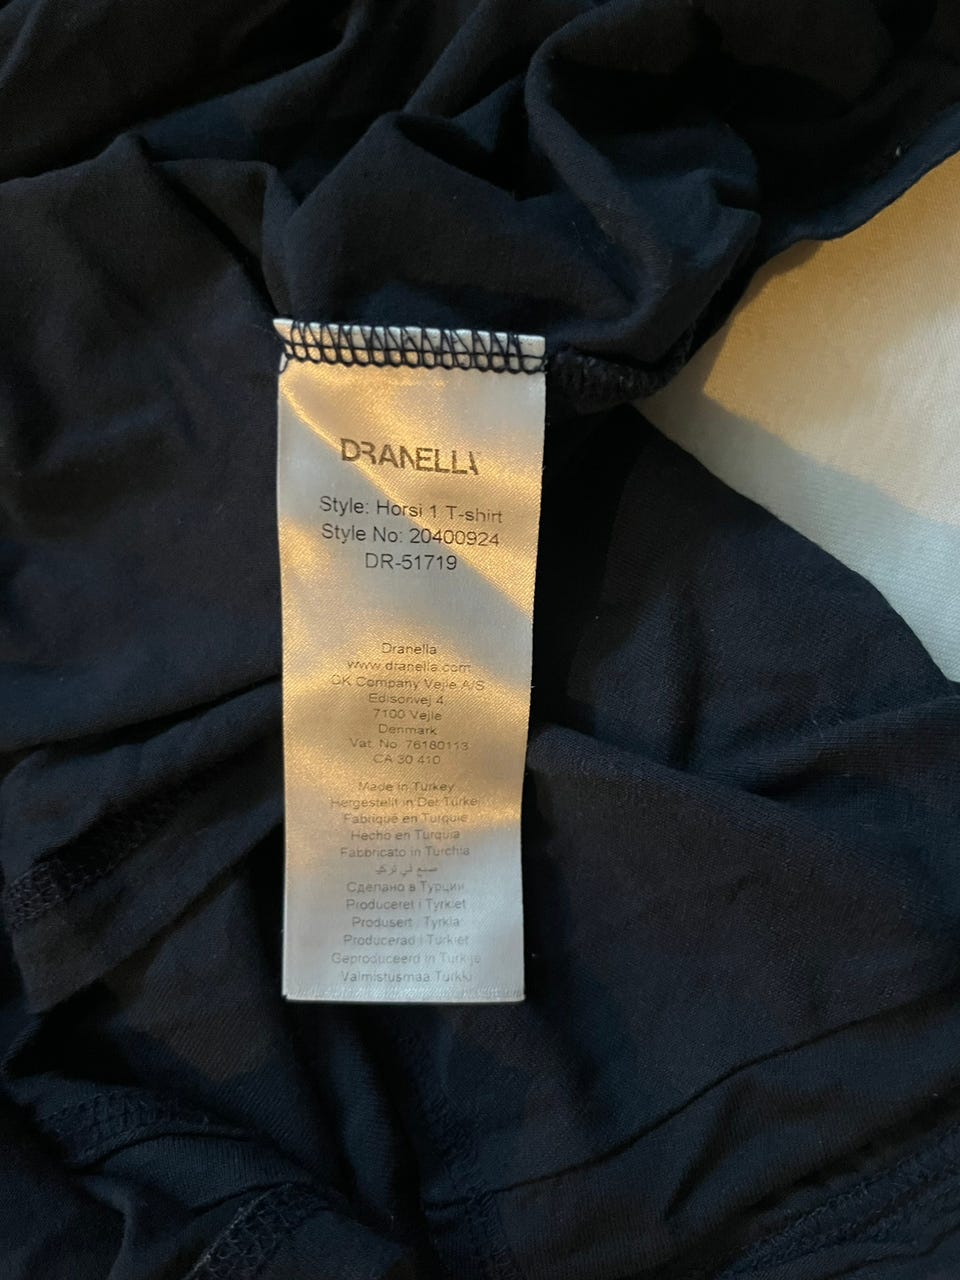 DRANELLA
Style: Horsi 1 T-shirt
Style No: 20400924
DR-51719
Dranella
www.dranella.com
DK Company Vejle A/S
Edisonvej 4,
7100 Vejle
Denmark
Vat. No. 76180113
CA 30 410
Made in Turkey
Hergestellt in Der Türkei
Fabriqué en Turquie
Hecho en Turquía
Fabbricato in Turchia
صنع في تركيا
Сделано в Турции
Produceret i Tyrkiet
Produsert i Tyrkia
Producerad i Turkiet
Geproduceerd in Turkije
Valmistusmaa Turkki